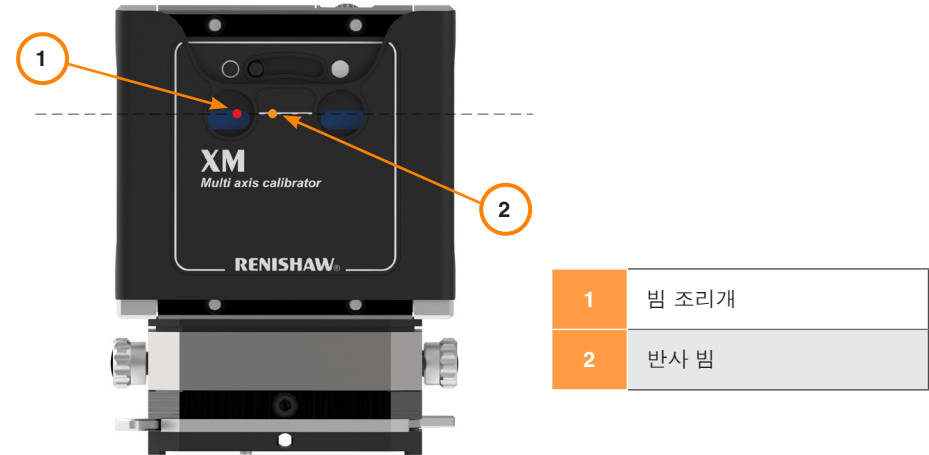 1
XM
Multi axis calibrator
2
RENISHAW®
1 빔 조리개
2 반사 빔